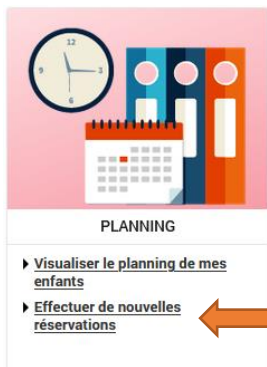 12
9 3
6
PLANNING
Visualiser le planning de mes
enfants
Effectuer de nouvelles
réservations